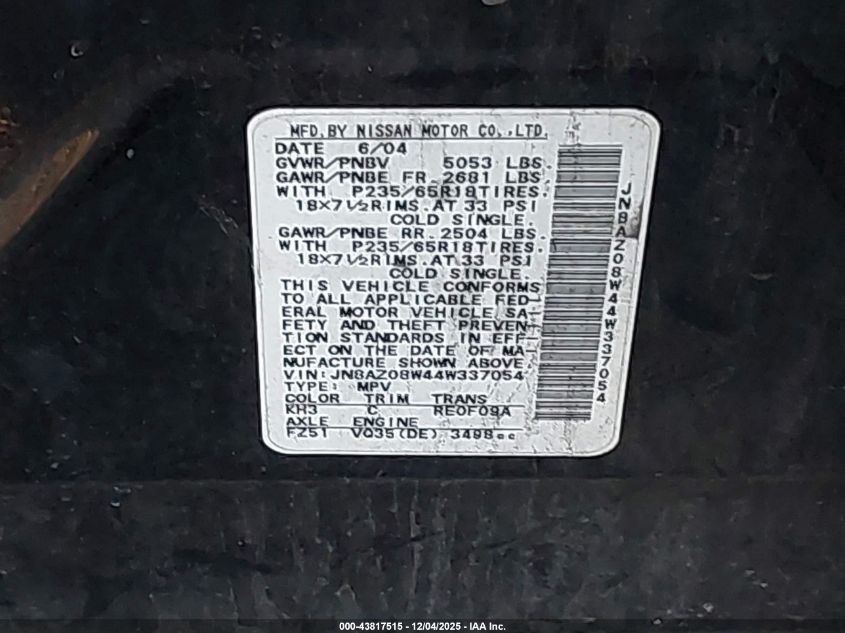 MFD. BY NISSAN MOTOR CO., LTD.
DATE 6/04
GVWR/PNBV 5053 LBS.
GAWR/PNBE FR. 2681 LBS.
WITH P235/65R18TIRES.
18X7½RIMS. AT 33 PSI
COLD SINGLE.
GAWR/PNBE RR. 2504 LBS.
WITH P235/65R18TIRES.
18X7½RIMS. AT 33 PSI
COLD SINGLE.
THIS VEHICLE CONFORMS
TO ALL APPLICABLE FED-
ERAL MOTOR VEHICLE SA-
FETY AND THEFT PREVEN-
TION STANDARDS IN EFF-
ECT ON THE DATE OF MA-
NUFACTURE SHOWN ABOVE.
VIN: JN8AZ08W44W337054
TYPE: MPV
COLOR TRIM TRANS
KH3 C RE0F09A
AXLE ENGINE
FZ51 VQ35(DE) 3498cc
JN8AZ08W44W337054
000-43817515 - 12/04/2025 - IAA Inc.